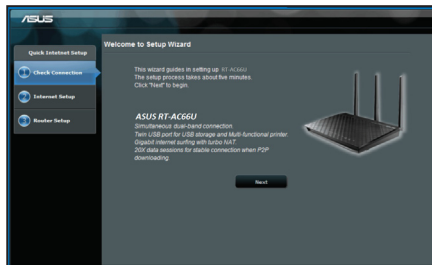 ASUS
Quick Internet Setup
1 Check Connection
2 Internet Setup
3 Router Setup
Welcome to Setup Wizard
This wizard guides in setting up RT-AC66U
The setup process takes about five minutes.
Click "Next" to begin.
ASUS RT-AC66U
Simultaneous dual-band connection.
Twin USB port for USB storage and Multi-functional printer.
Gigabit internet surfing with turbo NAT.
20X data sessions for stable connection when P2P
downloading.
Next